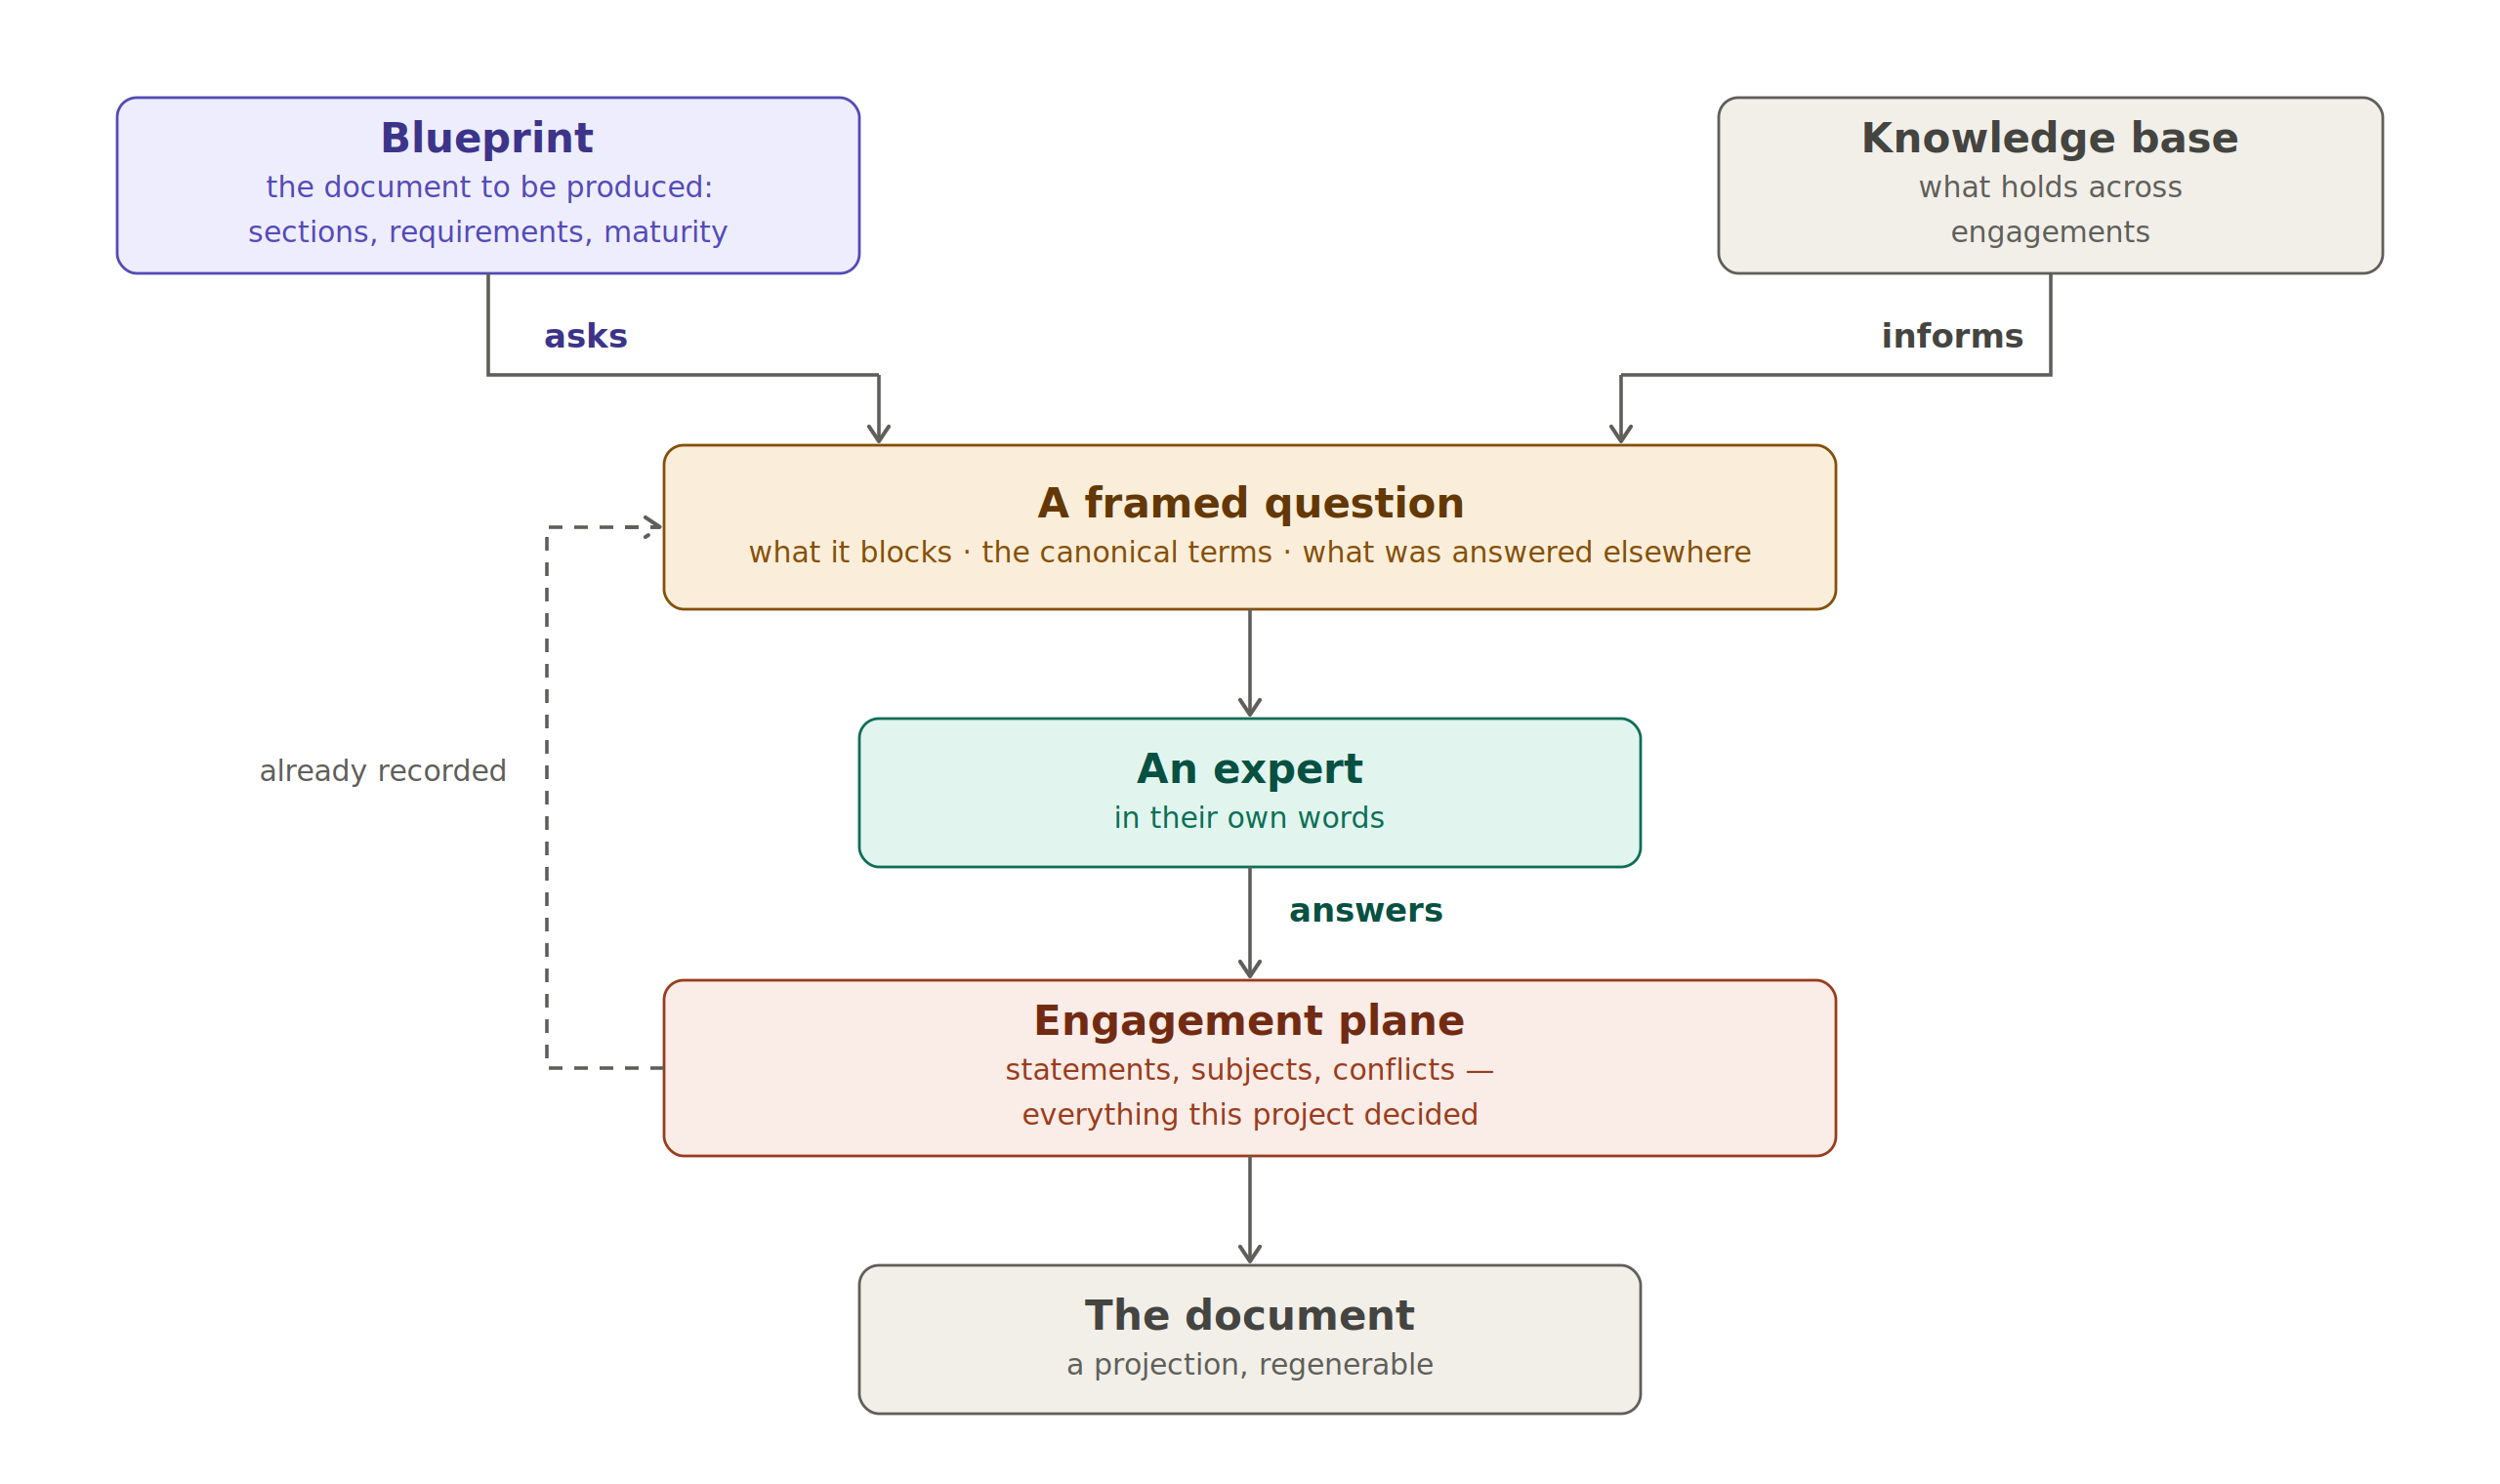 Blueprint
the document to be produced:
sections, requirements, maturity
Knowledge base
what holds across
engagements
asks
informs
A framed question
what it blocks · the canonical terms · what was answered elsewhere
already recorded
An expert
in their own words
answers
Engagement plane
statements, subjects, conflicts —
everything this project decided
The document
a projection, regenerable